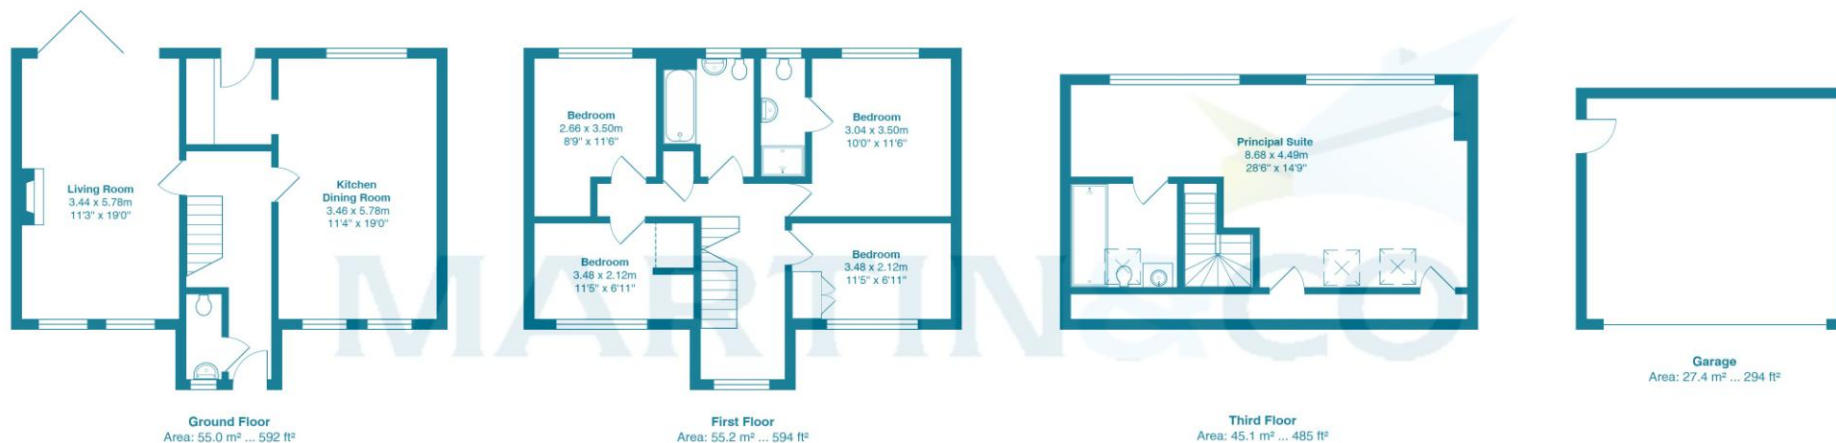 Living Room
3.44 x 5.78m
11'3" x 19'0"
Kitchen
Dining Room
3.46 x 5.78m
11'4" x 19'0"
Ground Floor
Area: 55.0 m² ... 592 ft²
Bedroom
2.66 x 3.50m
8'9" x 11'6"
Bedroom
3.04 x 3.50m
10'0" x 11'6"
Bedroom
3.48 x 2.12m
11'5" x 6'11"
Bedroom
3.48 x 2.12m
11'5" x 6'11"
First Floor
Area: 55.2 m² ... 594 ft²
Principal Suite
8.68 x 4.49m
28'6" x 14'9"
Third Floor
Area: 45.1 m² ... 485 ft²
Garage
Area: 27.4 m² ... 294 ft²
MARTIN&CO